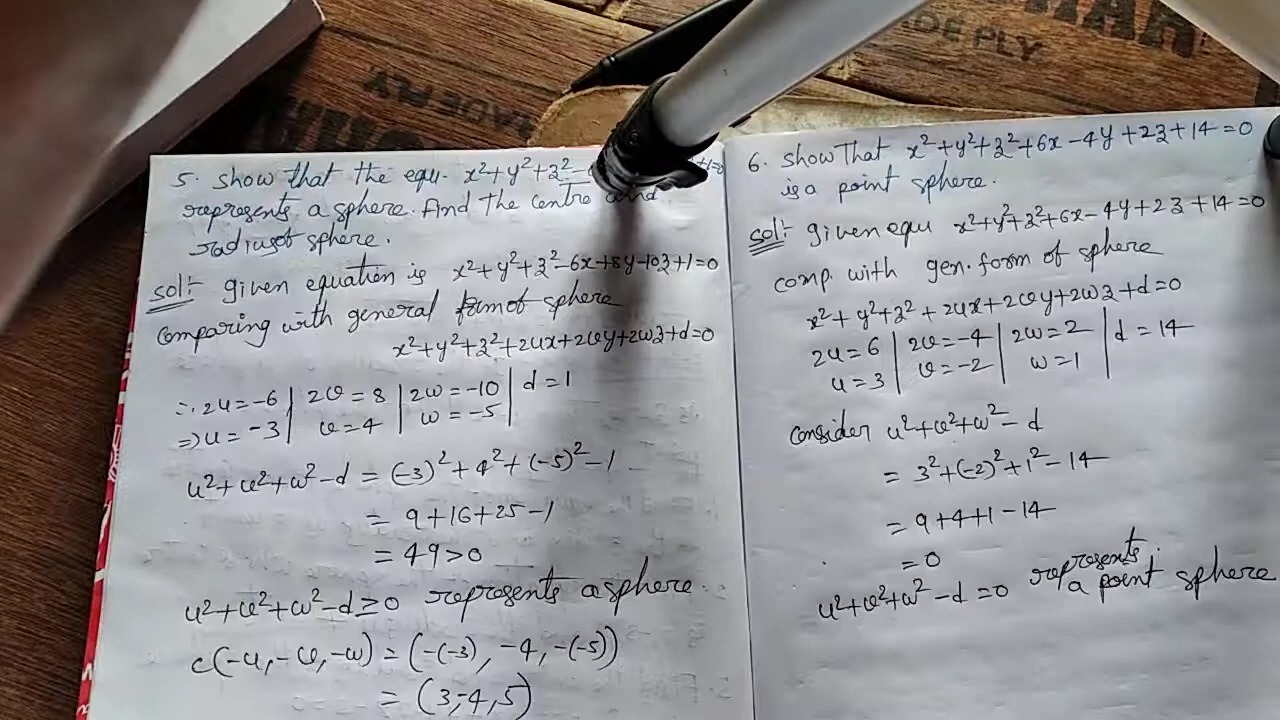 5. show that the equ. x²+y²+z²-
represents a sphere. And the centre and
radius of sphere.
sol:- given equation is x²+y²+z²-6x+8y-10z+1=0
comparing with general form of sphere
x²+y²+z²+2ux+2vy+2wz+d=0
∴ 2u=-6 | 2v=8 | 2w=-10 | d=1
⇒ u=-3 | v=4 | w=-5
u²+v²+w²-d = (-3)²+4²+(-5)²-1
= 9+16+25-1
= 49>0
u²+v²+w²-d≥0 represents a sphere.
c(-u,-v,-w) = (-(-3), -4, -(-5))
= (3,-4,5)
6. show that x²+y²+z²+6x-4y+2z+14=0
is a point sphere.
sol:- given equ x²+y²+z²+6x-4y+2z+14=0
comp. with gen. form of sphere
x²+y²+z²+2ux+2vy+2wz+d=0
2u=6 | 2v=-4 | 2w=2 | d=14
u=3 | v=-2 | w=1
consider u²+v²+w²-d
= 3²+(-2)²+1²-14
= 9+4+1-14
= 0
u²+v²+w²-d=0 represents
a point sphere